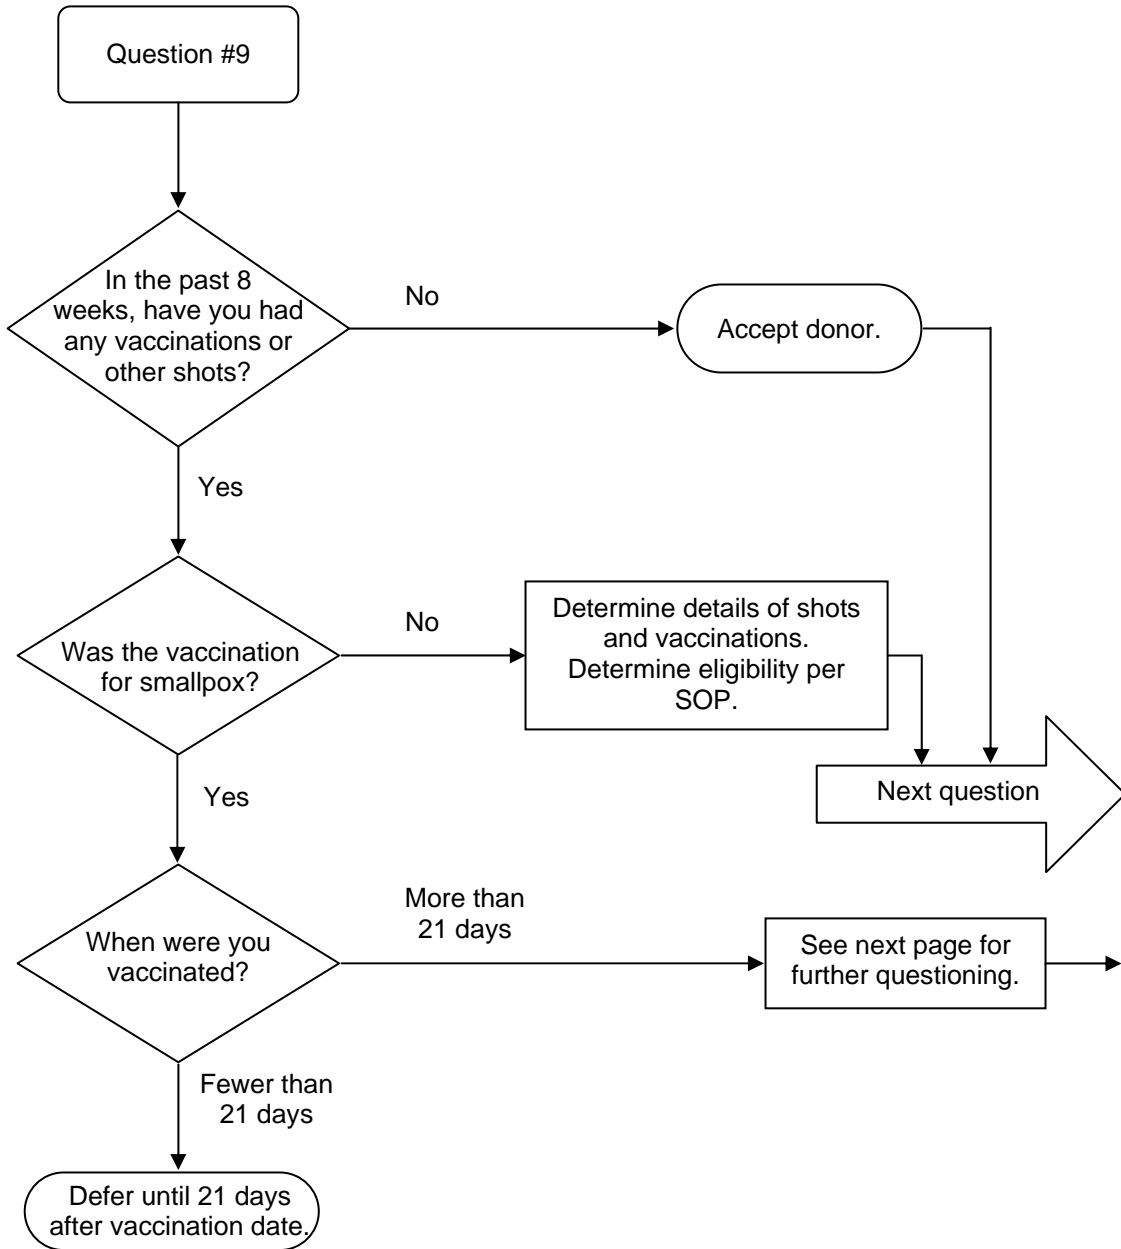 Question #9
In the past 8
weeks, have you had
any vaccinations or
other shots?
No
Accept donor.
Yes
Was the vaccination
for smallpox?
No
Determine details of shots
and vaccinations.
Determine eligibility per
SOP.
Next question
Yes
When were you
vaccinated?
More than
21 days
See next page for
further questioning.
Fewer than
21 days
Defer until 21 days
after vaccination date.